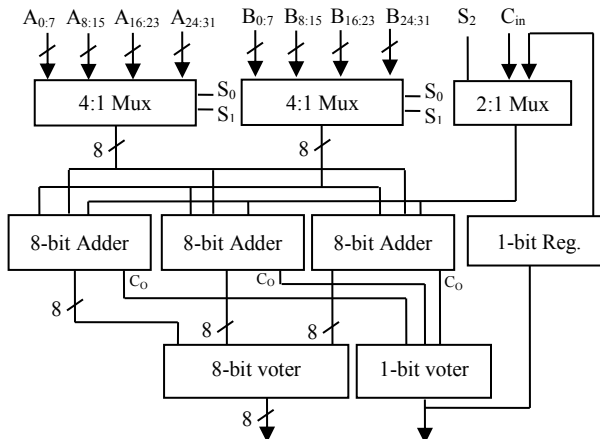 A0:7 A8:15 A16:23 A24:31 B0:7 B8:15 B16:23 B24:31 S2 Cin
4:1 Mux S0 S1 4:1 Mux S0 S1 2:1 Mux
8 8
8-bit Adder 8-bit Adder 8-bit Adder 1-bit Reg.
CO CO CO
8 8 8
8-bit voter 1-bit voter
8